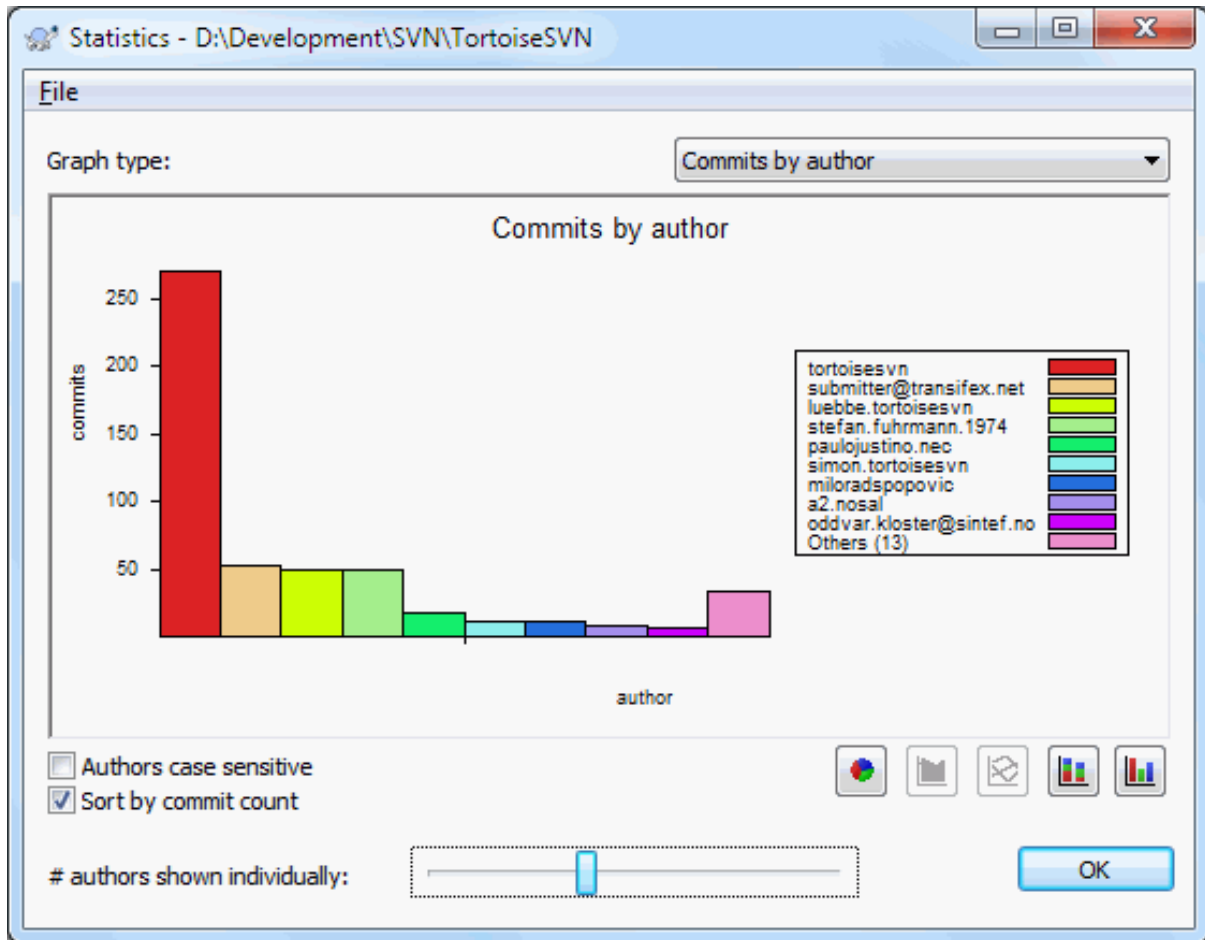 Statistics - D:\Development\SVN\TortoiseSVN
File
Graph type:
Commits by author
Commits by author
250
200
150
100
50
commits
author
tortoisesvn
submitter@transifex.net
luebbe.tortoisesvn
stefan.fuhrmann.1974
paulojustino.nec
simon.tortoisesvn
miloradspopovic
a2.nosal
oddvar.kloster@sintef.no
Others (13)
Authors case sensitive
Sort by commit count
# authors shown individually:
OK